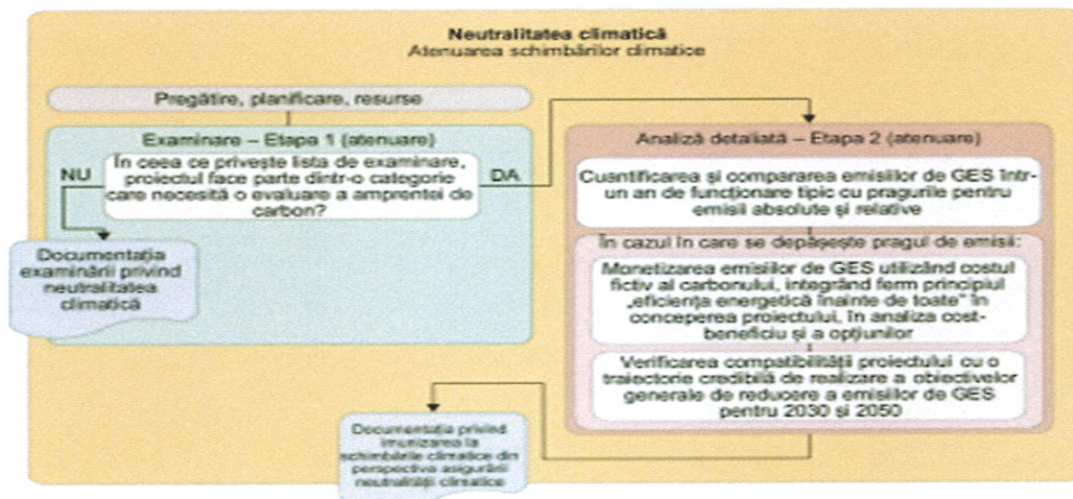 Neutralitatea climatică
Atenuarea schimbărilor climatice
Pregătire, planificare, resurse
Examinare – Etapa 1 (atenuare)
NU
În ceea ce privește lista de examinare,
proiectul face parte dintr-o categorie
care necesită o evaluare a amprentei de
carbon?
DA
Documentația
examinării privind
neutralitatea
climatică
Analiză detaliată – Etapa 2 (atenuare)
Cuantificarea și compararea emisiilor de GES într-
un an de funcționare tipic cu pragurile pentru
emisii absolute și relative
În cazul în care se depășește pragul de emisii:
Monetizarea emisiilor de GES utilizând costul
fictiv al carbonului, integrând ferm principiul
„eficiența energetică înainte de toate” în
conceperea proiectului, în analiza cost-
beneficiu și a opțiunilor
Verificarea compatibilității proiectului cu o
traiectorie credibilă de realizare a obiectivelor
generale de reducere a emisiilor de GES
pentru 2030 și 2050
Documentația privind
imunizarea la
schimbările climatice din
perspectiva asigurării
neutralității climatice